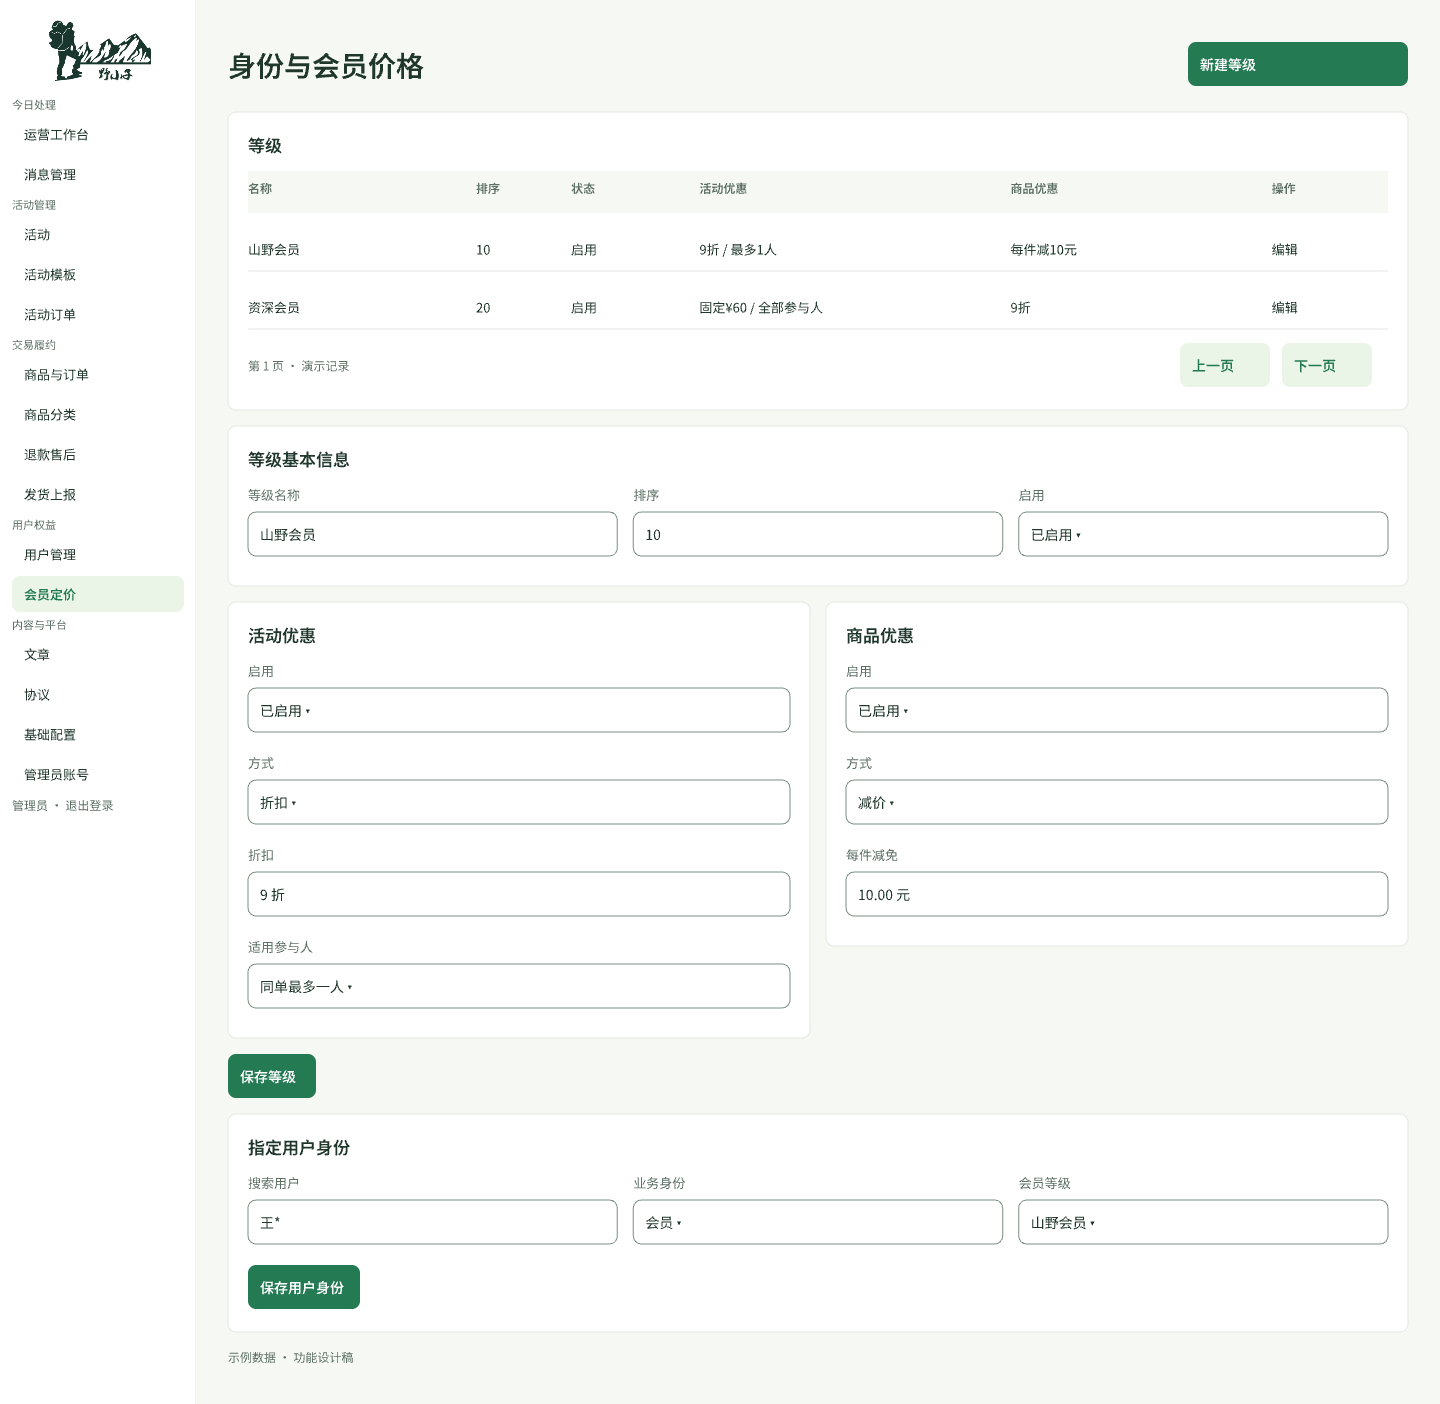 野山子
今日处理
运营工作台
消息管理
活动管理
活动
活动模板
活动订单
交易履约
商品与订单
商品分类
退款售后
发货上报
用户权益
用户管理
会员定价
内容与平台
文章
协议
基础配置
管理员账号
管理员 · 退出登录
身份与会员价格
新建等级
等级
名称 排序 状态 活动优惠 商品优惠 操作
山野会员 10 启用 9折 / 最多1人 每件减10元 编辑
资深会员 20 启用 固定¥60 / 全部参与人 9折 编辑
第 1 页 · 演示记录
上一页 下一页
等级基本信息
等级名称 排序 启用
山野会员 10 已启用 ▾
活动优惠
启用
已启用 ▾
方式
折扣 ▾
折扣
9 折
适用参与人
同单最多一人 ▾
商品优惠
启用
已启用 ▾
方式
减价 ▾
每件减免
10.00 元
保存等级
指定用户身份
搜索用户 业务身份 会员等级
王* 会员 ▾ 山野会员 ▾
保存用户身份
示例数据 · 功能设计稿